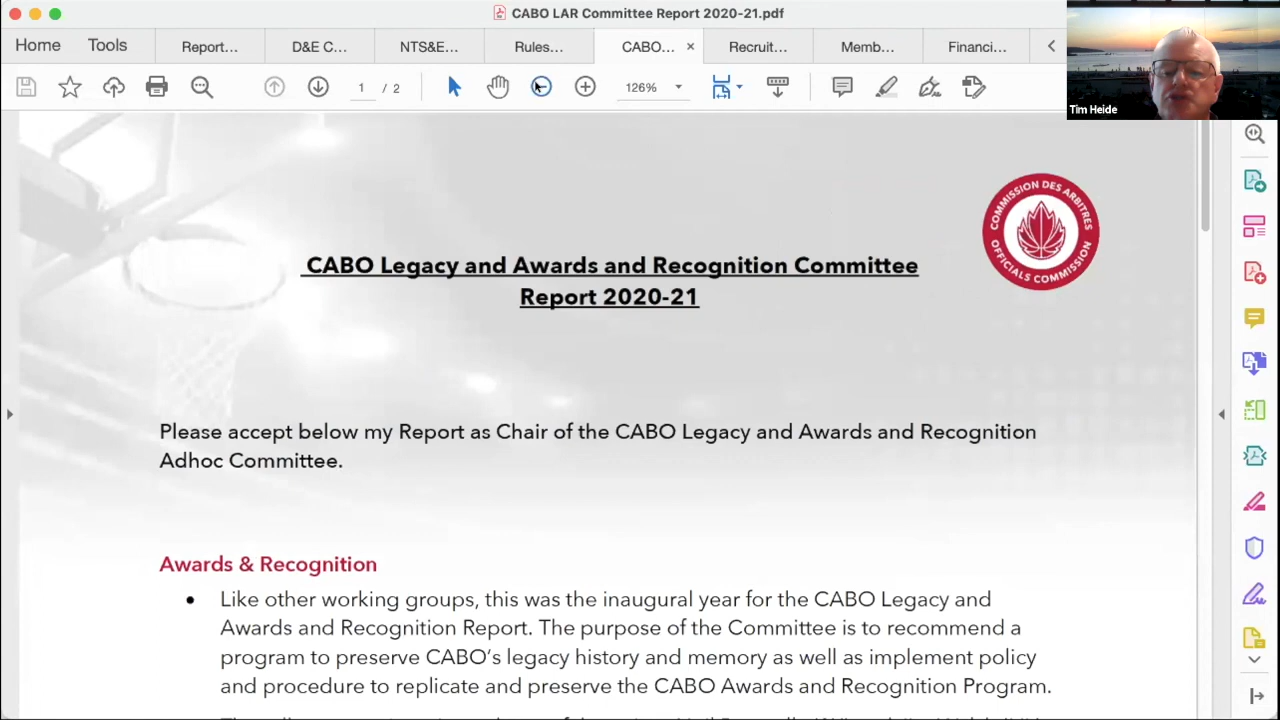 CABO LAR Committee Report 2020-21.pdf
Home Tools Report... D&E C... NTS&E... Rules... CABO... × Recruit... Memb... Financi...
1 / 2 126%
Tim Heide
COMMISSION DES ARBITRES
OFFICIALS COMMISSION
CABO Legacy and Awards and Recognition Committee
Report 2020-21
Please accept below my Report as Chair of the CABO Legacy and Awards and Recognition
Adhoc Committee.
Awards & Recognition
• Like other working groups, this was the inaugural year for the CABO Legacy and
Awards and Recognition Report. The purpose of the Committee is to recommend a
program to preserve CABO’s legacy history and memory as well as implement policy
and procedure to replicate and preserve the CABO Awards and Recognition Program.